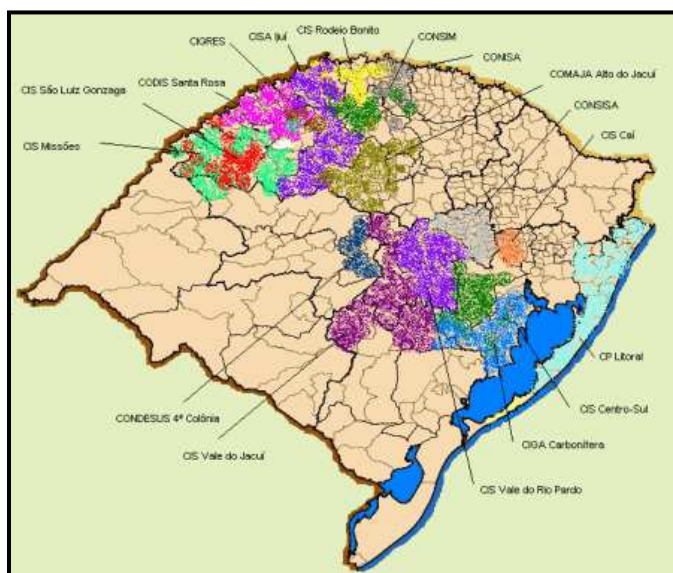 CIS Rodeio Bonito
CISA Ijuí
CONSIM
CIGRES
CONISA
CODIS Santa Rosa
COMAJA Alto do Jacuí
CIS São Luiz Gonzaga
CONSISA
CIS Caí
CIS Missões
CP Litoral
CIS Centro-Sul
CONDESUS 4ª Colônia
CIGA Carbonífera
CIS Vale do Jacuí
CIS Vale do Rio Pardo